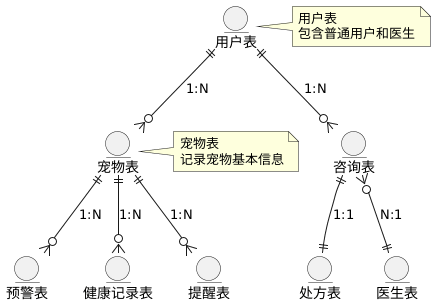 用户表
用户表
包含普通用户和医生
1:N
1:N
宠物表
宠物表
记录宠物基本信息
咨询表
1:N
1:N
1:N
1:1
N:1
预警表
健康记录表
提醒表
处方表
医生表